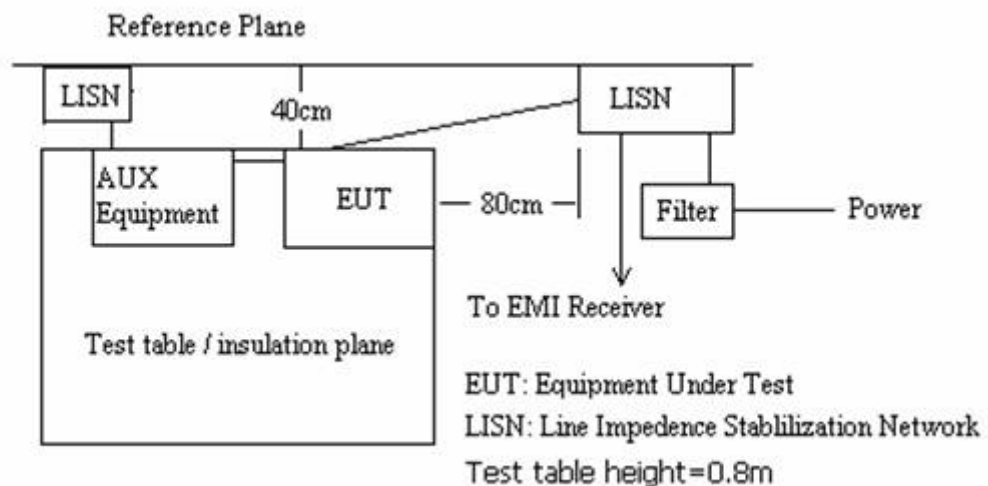 Reference Plane
LISN
40cm
LISN
AUX
Equipment
EUT
80cm
Filter
Power
To EMI Receiver
Test table / insulation plane
EUT: Equipment Under Test
LISN: Line Impedence Stablilization Network
Test table height=0.8m